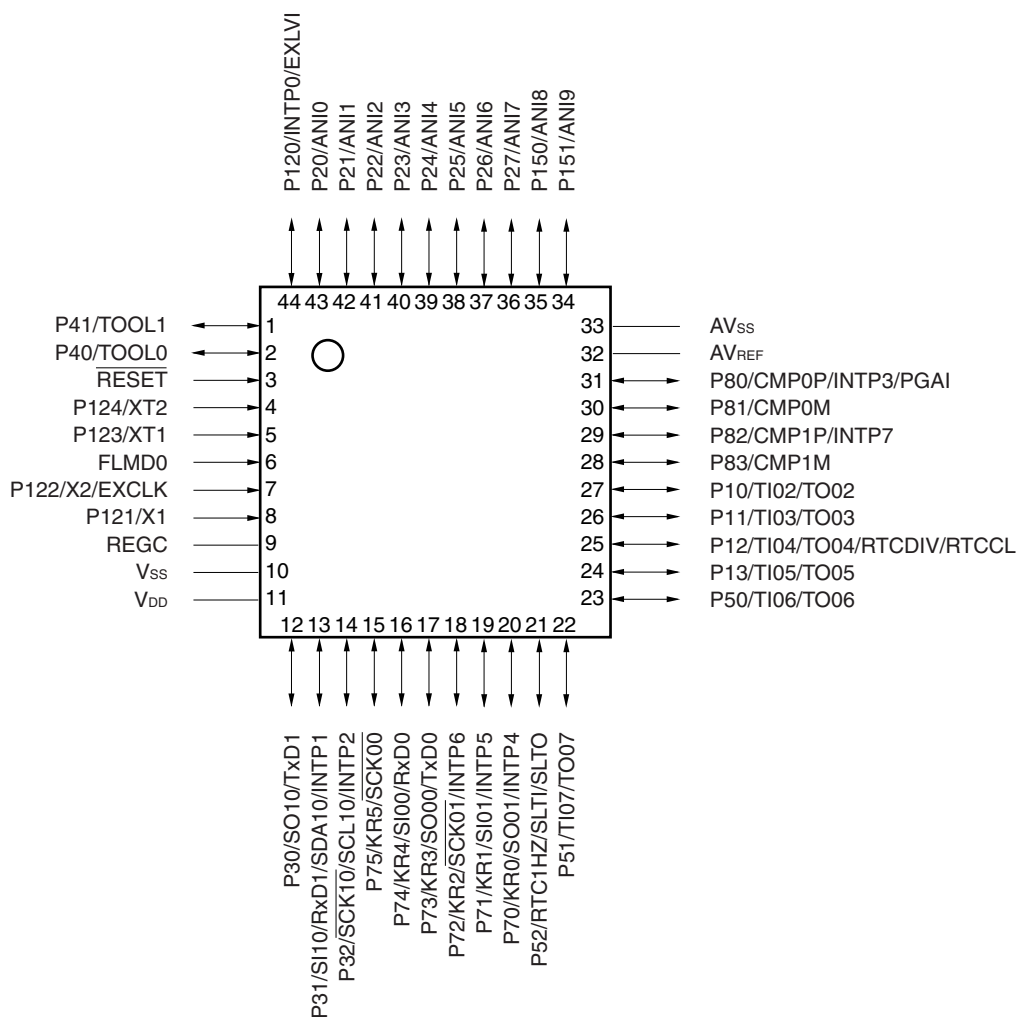 P120/INTP0/EXLVI
P20/ANI0
P21/ANI1
P22/ANI2
P23/ANI3
P24/ANI4
P25/ANI5
P26/ANI6
P27/ANI7
P150/ANI8
P151/ANI9
44 43 42 41 40 39 38 37 36 35 34
P41/TOOL1 1
P40/TOOL0 2
RESET 3
P124/XT2 4
P123/XT1 5
FLMD0 6
P122/X2/EXCLK 7
P121/X1 8
REGC 9
VSS 10
VDD 11
33 AVSS
32 AVREF
31 P80/CMP0P/INTP3/PGAI
30 P81/CMP0M
29 P82/CMP1P/INTP7
28 P83/CMP1M
27 P10/TI02/TO02
26 P11/TI03/TO03
25 P12/TI04/TO04/RTCDIV/RTCCL
24 P13/TI05/TO05
23 P50/TI06/TO06
12 13 14 15 16 17 18 19 20 21 22
P30/SO10/TxD1
P31/SI10/RxD1/SDA10/INTP1
P32/SCK10/SCL10/INTP2
P75/KR5/SCK00
P74/KR4/SI00/RxD0
P73/KR3/SO00/TxD0
P72/KR2/SCK01/INTP6
P71/KR1/SI01/INTP5
P70/KR0/SO01/INTP4
P52/RTC1HZ/SLTI/SLTO
P51/TI07/TO07